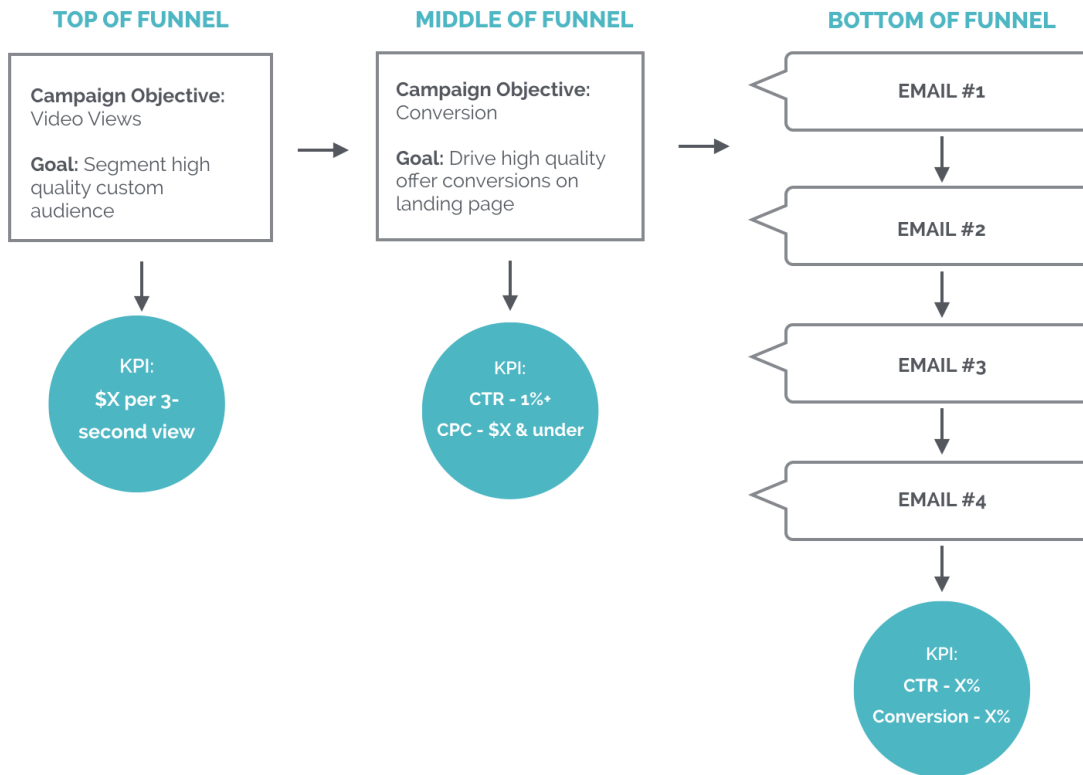 TOP OF FUNNEL
Campaign Objective:
Video Views
Goal: Segment high
quality custom
audience
KPI:
$X per 3-
second view
MIDDLE OF FUNNEL
Campaign Objective:
Conversion
Goal: Drive high quality
offer conversions on
landing page
KPI:
CTR - 1%+
CPC - $X & under
BOTTOM OF FUNNEL
EMAIL #1
EMAIL #2
EMAIL #3
EMAIL #4
KPI:
CTR - X%
Conversion - X%